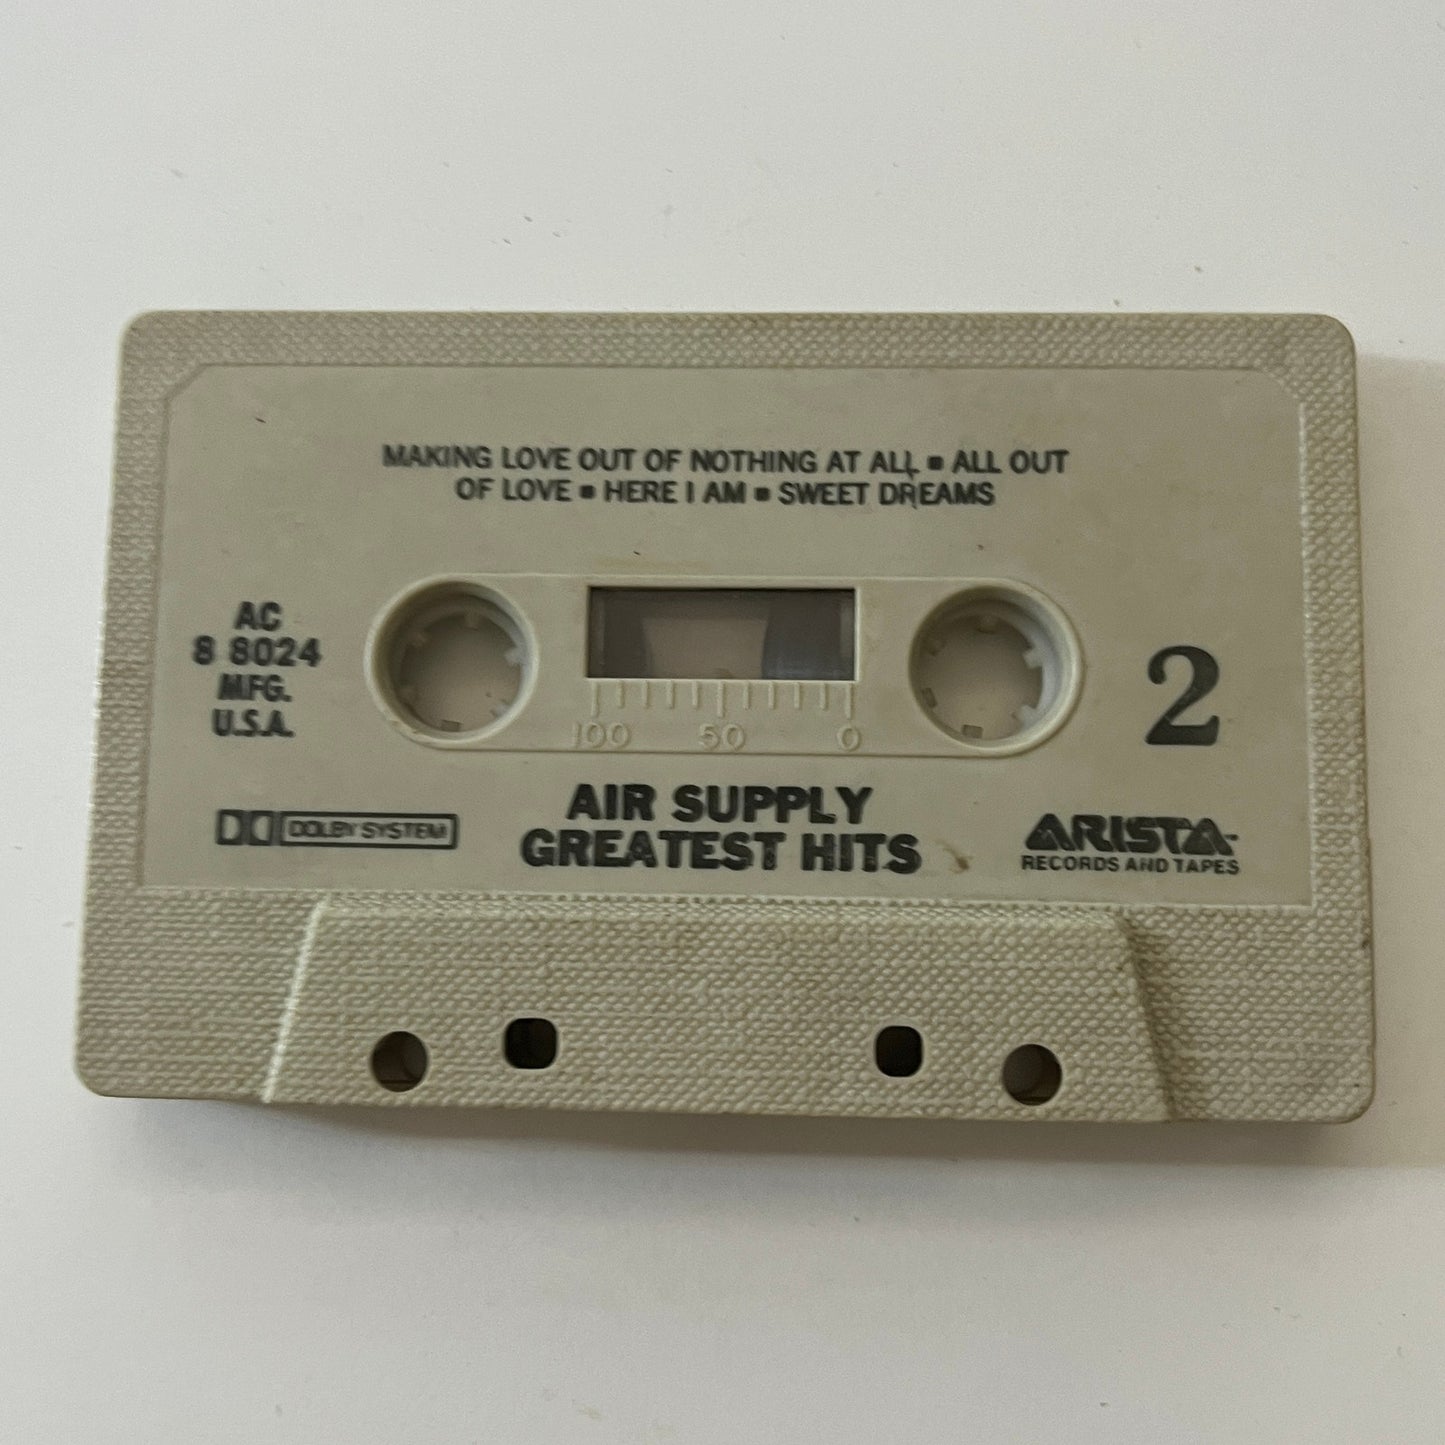 MAKING LOVE OUT OF NOTHING AT ALL ▪ ALL OUT
OF LOVE ▪ HERE I AM ▪ SWEET DREAMS
AC
8 8024
MFG.
U.S.A.
2
100 50 0
DOLBY SYSTEM
AIR SUPPLY
GREATEST HITS
ARISTA
RECORDS AND TAPES